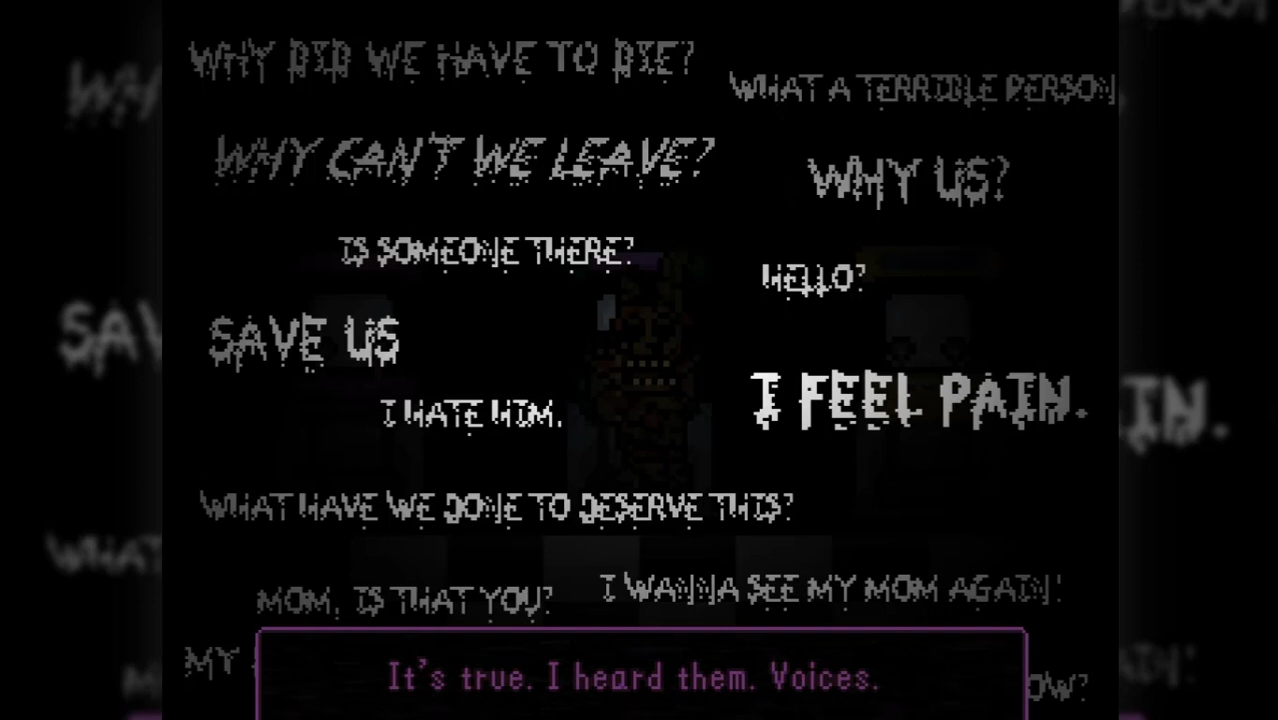 WHY DID WE HAVE TO DIE?
WHAT A TERRIBLE PERSON.
WHY CAN'T WE LEAVE?
WHY US?
IS SOMEONE THERE?
HELLO?
SAVE US
I HATE HIM.
I FEEL PAIN.
WHAT HAVE WE DONE TO DESERVE THIS?
MOM, IS THAT YOU?
I WANNA SEE MY MOM AGAIN!
MY
It's true. I heard them. Voices.